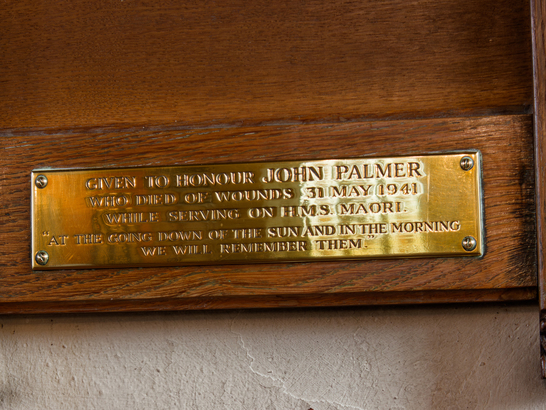 GIVEN TO HONOUR JOHN PALMER
WHO DIED OF WOUNDS 31 MAY 1941
WHILE SERVING ON H.M.S. MAORI.
"AT THE GOING DOWN OF THE SUN AND IN THE MORNING
WE WILL REMEMBER THEM."